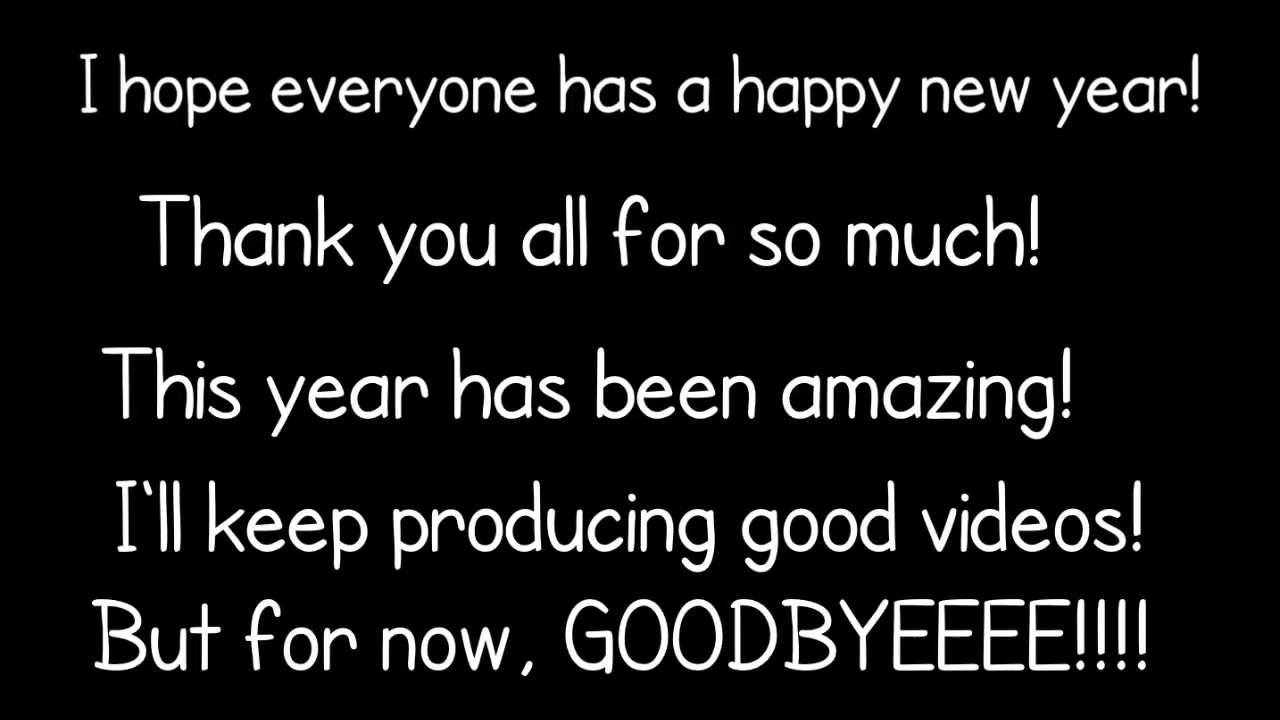 I hope everyone has a happy new year!
Thank you all for so much!
This year has been amazing!
I'll keep producing good videos!
But for now, GOODBYEEEE!!!!